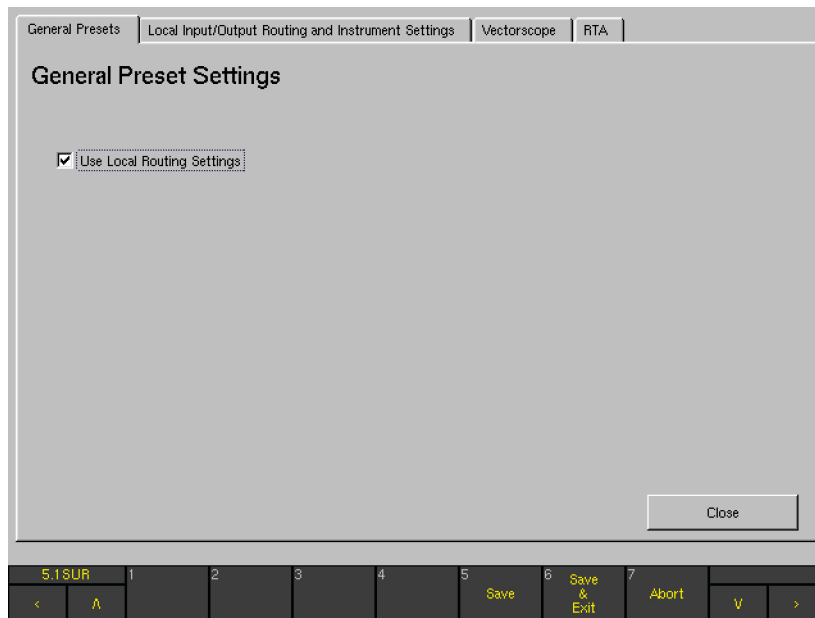 General Presets
Local Input/Output Routing and Instrument Settings
Vectorscope
RTA
General Preset Settings
Use Local Routing Settings
Close
5.1SUR
1
2
3
4
5
Save
6
Save
&
Exit
7
Abort
<
Λ
V
>